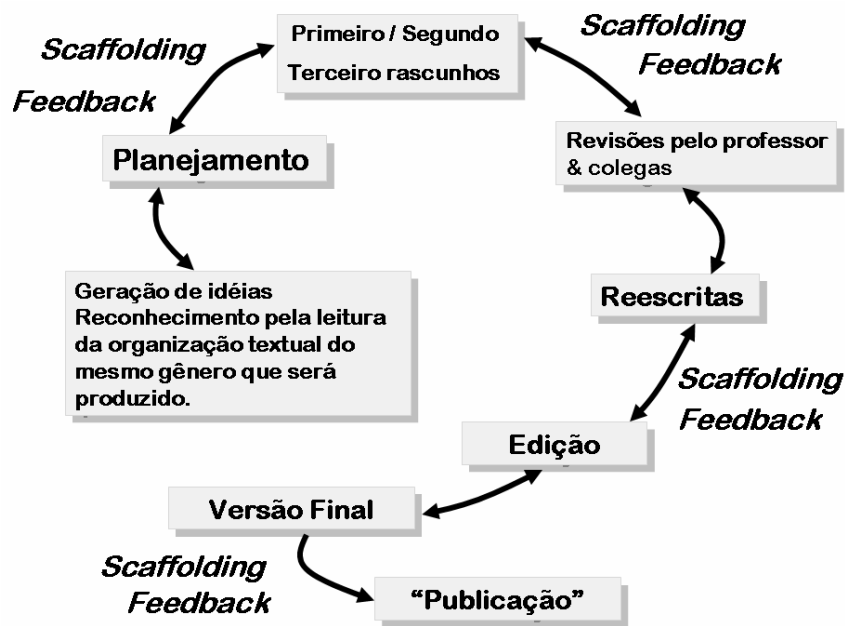 Scaffolding
Feedback
Primeiro / Segundo
Terceiro rascunhos
Scaffolding
Feedback
Planejamento
Revisões pelo professor
& colegas
Geração de idéias
Reconhecimento pela leitura
da organização textual do
mesmo gênero que será
produzido.
Reescritas
Scaffolding
Feedback
Edição
Versão Final
Scaffolding
Feedback
“Publicação”